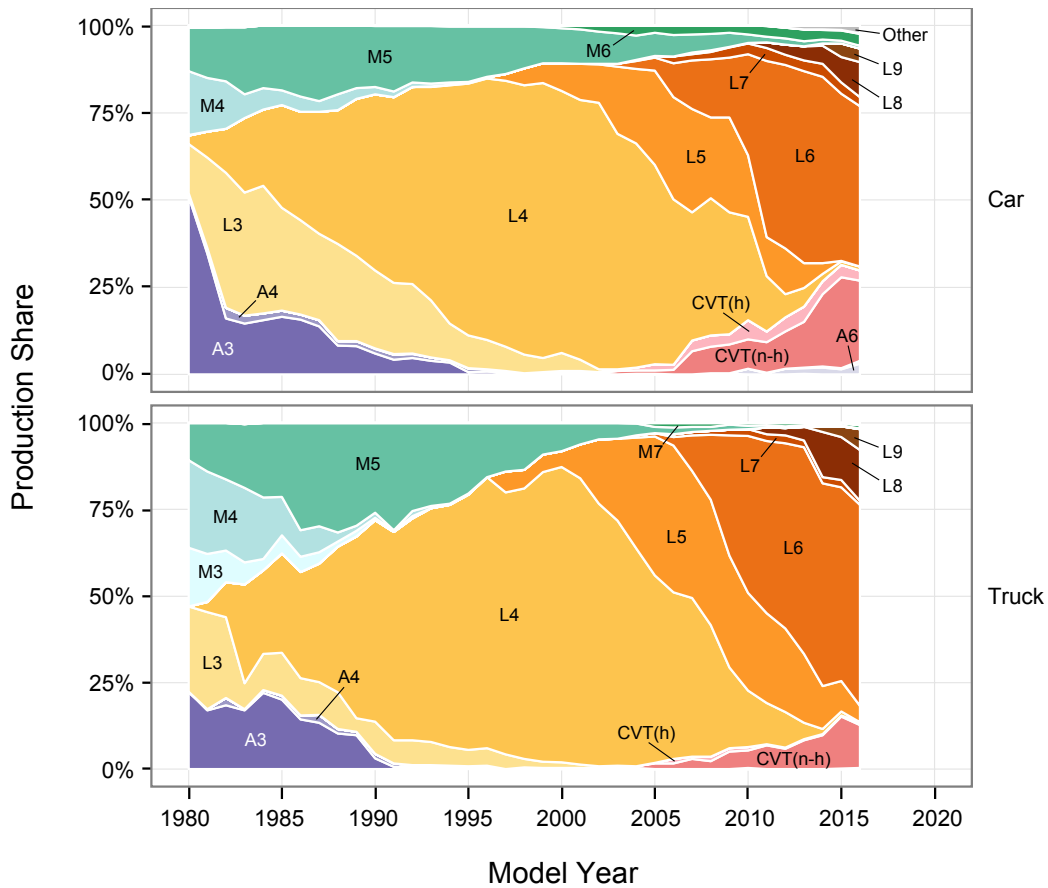 100%
75%
50%
25%
0%
M5
M6
Other
M4
L7
L9
L8
L5
L6
L3
L4
A4
CVT(h)
A3
CVT(n-h)
A6
Car
Production Share
100%
75%
50%
25%
0%
M5
M7
L7
L9
L8
M4
L5
L6
M3
L4
L3
A4
CVT(h)
A3
CVT(n-h)
Truck
1980 1985 1990 1995 2000 2005 2010 2015 2020
Model Year